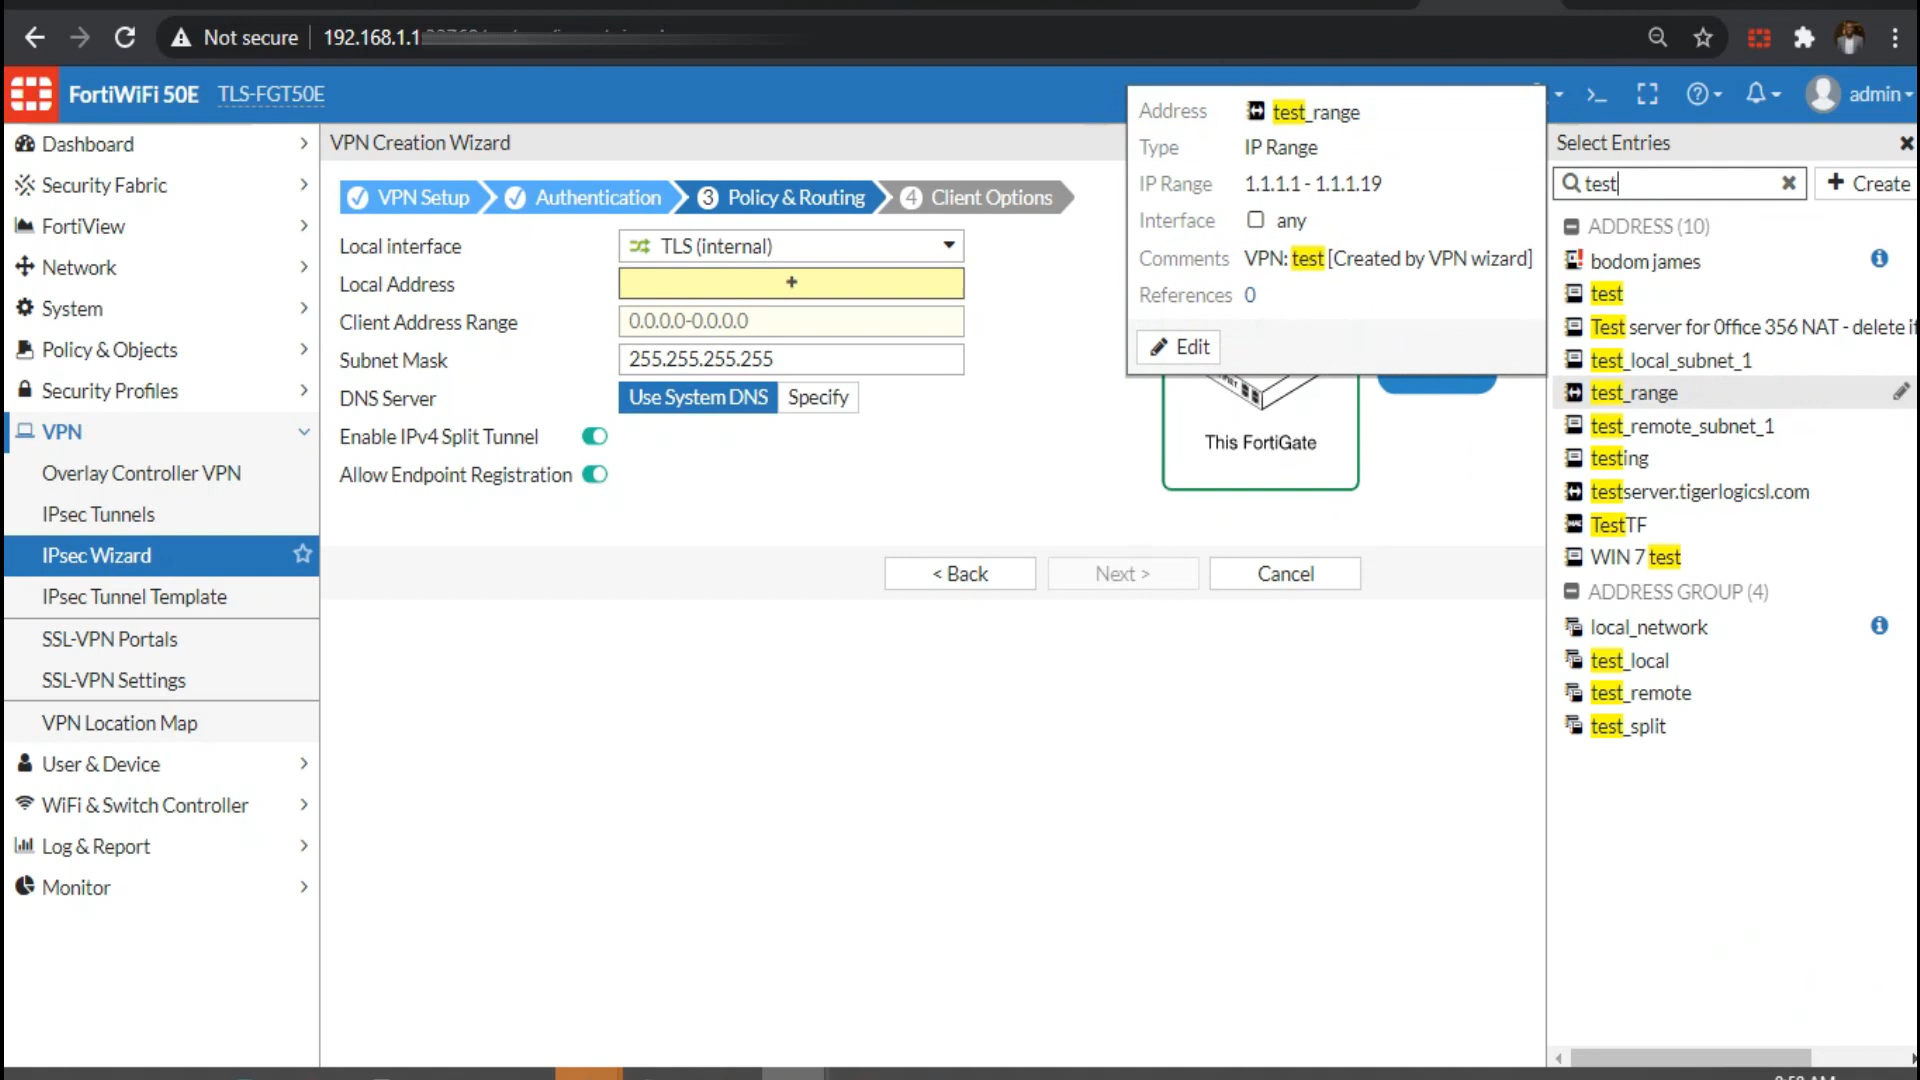 Not secure
192.168.1.1
FortiWiFi 50E
TLS-FGT50E
admin
Dashboard
Security Fabric
FortiView
Network
System
Policy & Objects
Security Profiles
VPN
Overlay Controller VPN
IPsec Tunnels
IPsec Wizard
IPsec Tunnel Template
SSL-VPN Portals
SSL-VPN Settings
VPN Location Map
User & Device
WiFi & Switch Controller
Log & Report
Monitor
VPN Creation Wizard
VPN Setup
Authentication
3 Policy & Routing
4 Client Options
Local interface TLS (internal)
Local Address +
Client Address Range 0.0.0.0-0.0.0.0
Subnet Mask 255.255.255.255
DNS Server Use System DNS Specify
Enable IPv4 Split Tunnel
Allow Endpoint Registration
< Back Next > Cancel
This FortiGate
Address test_range
Type IP Range
IP Range 1.1.1.1 - 1.1.1.19
Interface any
Comments VPN: test [Created by VPN wizard]
References 0
Edit
Select Entries
test
+ Create
ADDRESS (10)
bodom james
test
Test server for Office 356 NAT - delete i
test_local_subnet_1
test_range
test_remote_subnet_1
testing
testserver.tigerlogicsl.com
TestTF
WIN 7 test
ADDRESS GROUP (4)
local_network
test_local
test_remote
test_split